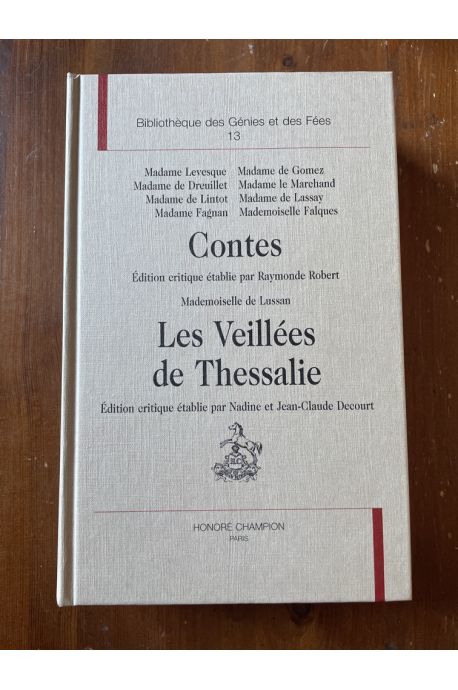 Bibliothèque des Génies et des Fées
13
Madame Levesque Madame de Gomez
Madame de Dreuillet Madame le Marchand
Madame de Lintot Madame de Lassay
Madame Fagnan Mademoiselle Falques
Contes
Édition critique établie par Raymonde Robert
Mademoiselle de Lussan
Les Veillées
de Thessalie
Édition critique établie par Nadine et Jean-Claude Decourt
HONORÉ CHAMPION
PARIS